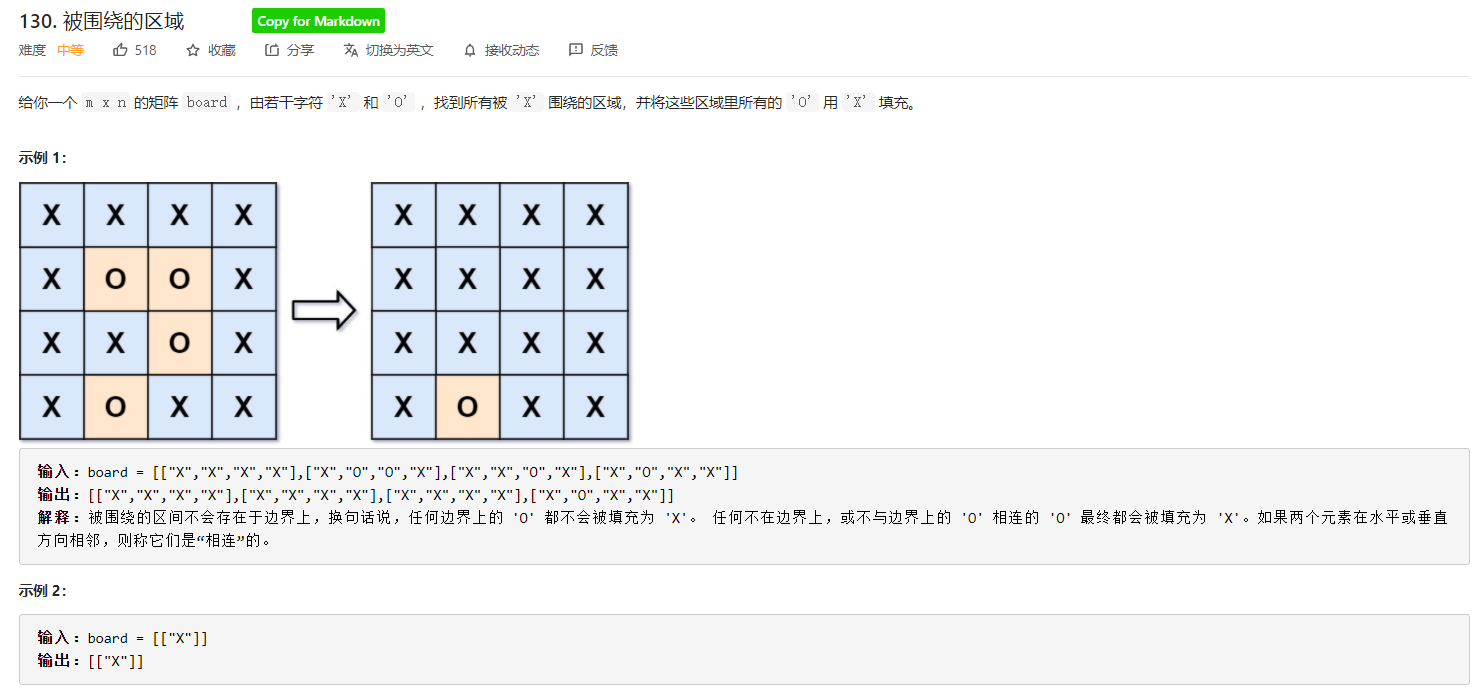 130. 被围绕的区域 Copy for Markdown
难度 中等 518 收藏 分享 切换为英文 接收动态 反馈
给你一个 m x n 的矩阵 board ，由若干字符 'X' 和 'O' ，找到所有被 'X' 围绕的区域，并将这些区域里所有的 'O' 用 'X' 填充。
示例 1：
X X X X X X X X
X O O X X X X X
X X O X X X X X
X O X X X O X X
输入：board = [["X","X","X","X"],["X","O","O","X"],["X","X","O","X"],["X","O","X","X"]]
输出：[["X","X","X","X"],["X","X","X","X"],["X","X","X","X"],["X","O","X","X"]]
解释：被围绕的区间不会存在于边界上，换句话说，任何边界上的 'O' 都不会被填充为 'X'。 任何不在边界上，或不与边界上的 'O' 相连的 'O' 最终都会被填充为 'X'。如果两个元素在水平或垂直
方向相邻，则称它们是“相连”的。
示例 2：
输入：board = [["X"]]
输出：[["X"]]